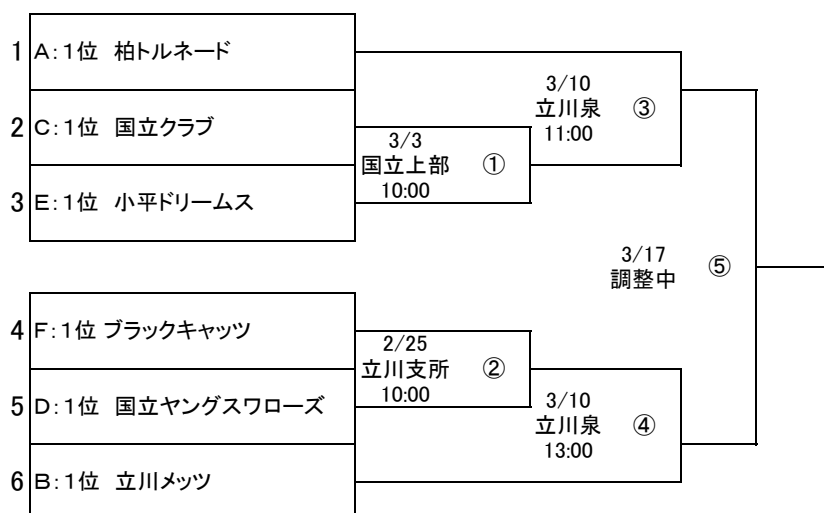 1 A:1位 柏トルネード
2 C:1位 国立クラブ
3 E:1位 小平ドリームス
3/3
国立上部 ①
10:00
3/10
立川泉 ③
11:00
3/17
調整中 ⑤
4 F:1位 ブラックキャッツ
5 D:1位 国立ヤングスワローズ
6 B:1位 立川メッツ
2/25
立川支所 ②
10:00
3/10
立川泉 ④
13:00